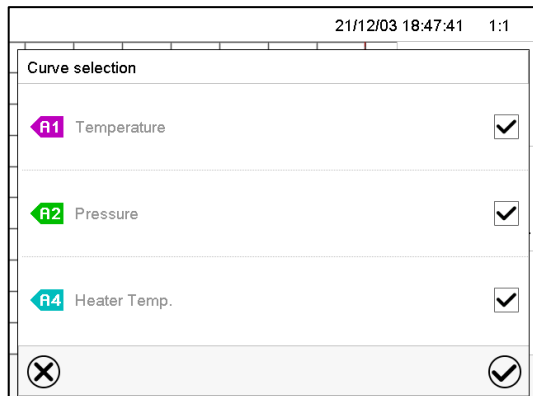 21/12/03 18:47:41 1:1
Curve selection
A1 Temperature
A2 Pressure
A4 Heater Temp.